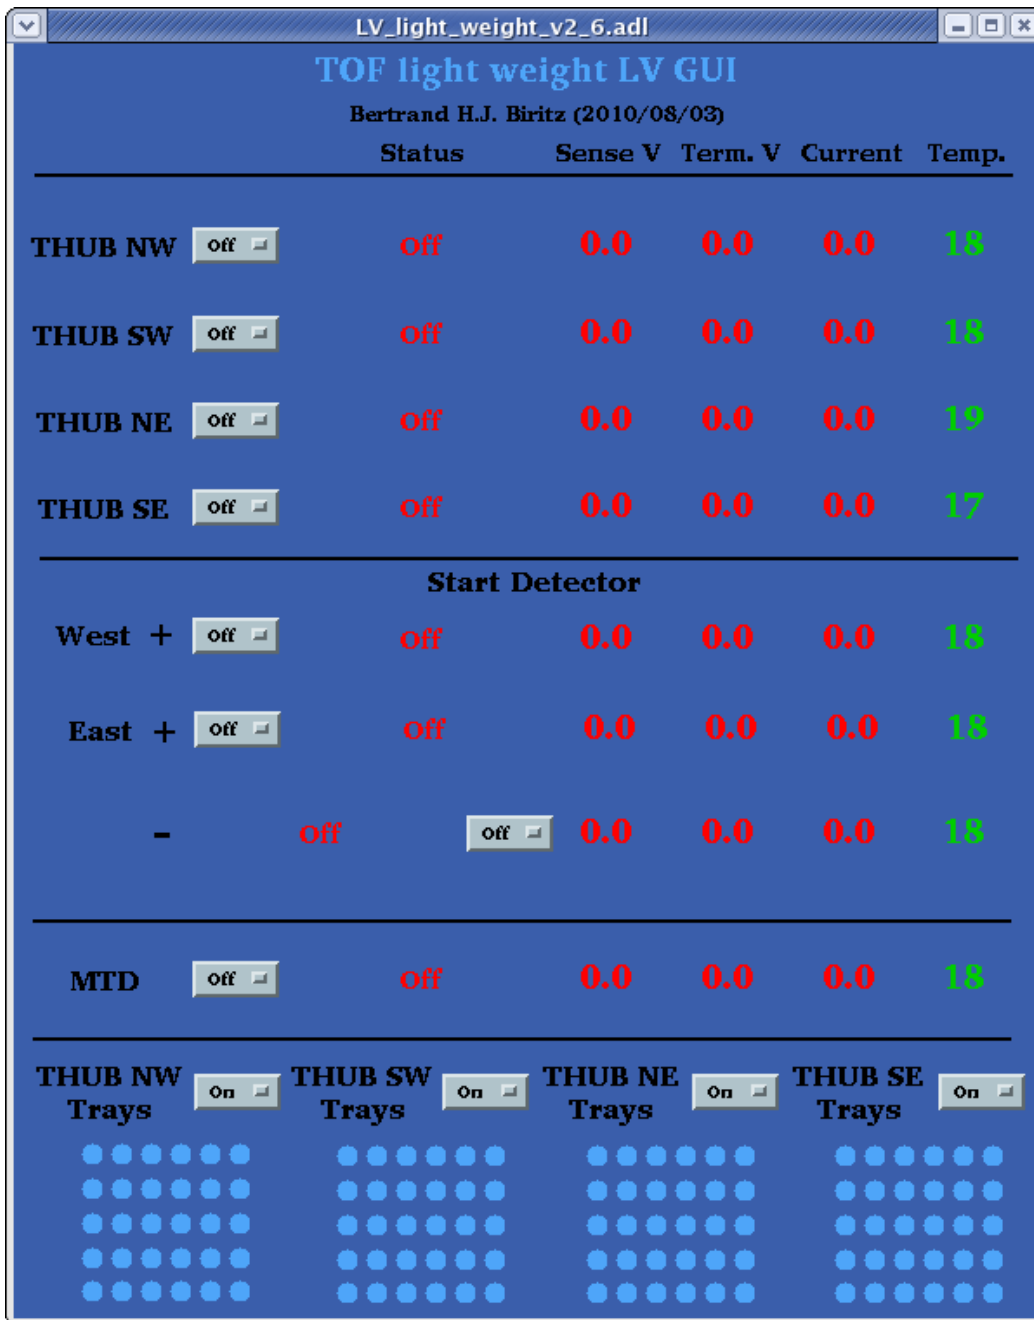 LV_light_weight_v2_6.adl
TOF light weight LV GUI
Bertrand H.J. Biritz (2010/08/03)
Status Sense V Term. V Current Temp.
THUB NW Off Off 0.0 0.0 0.0 18
THUB SW Off Off 0.0 0.0 0.0 18
THUB NE Off Off 0.0 0.0 0.0 19
THUB SE Off Off 0.0 0.0 0.0 17
Start Detector
West + Off Off 0.0 0.0 0.0 18
East + Off Off 0.0 0.0 0.0 18
- Off Off 0.0 0.0 0.0 18
MTD Off Off 0.0 0.0 0.0 18
THUB NW Trays On
THUB SW Trays On
THUB NE Trays On
THUB SE Trays On